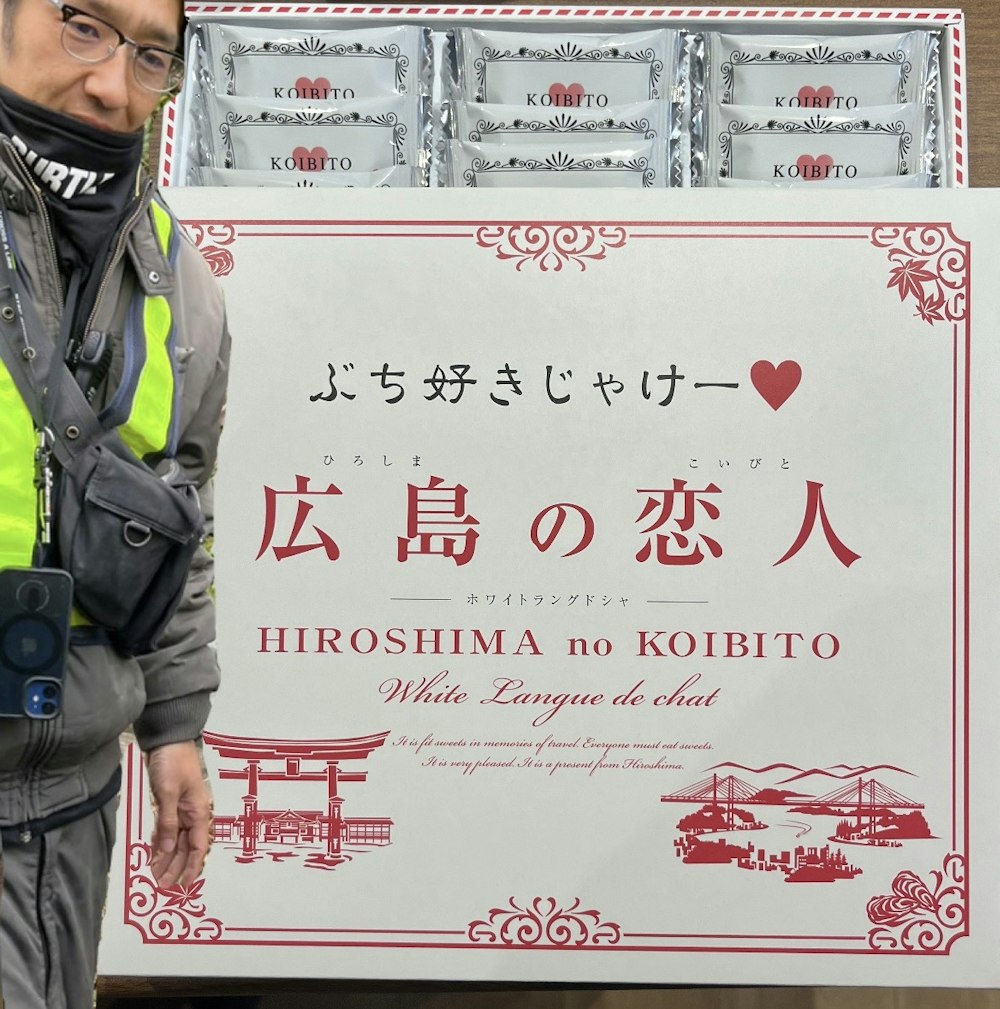 KOIBITO KOIBITO KOIBITO
KOIBITO KOIBITO
ぶち好きじゃけー♥
ひろしま こいびと
広島の恋人
ホワイトラングドシャ
HIROSHIMA no KOIBITO
White Langue de chat
It is fit sweets in memories of travel. Everyone must eat sweets.
It is very pleased. It is a present from Hiroshima.